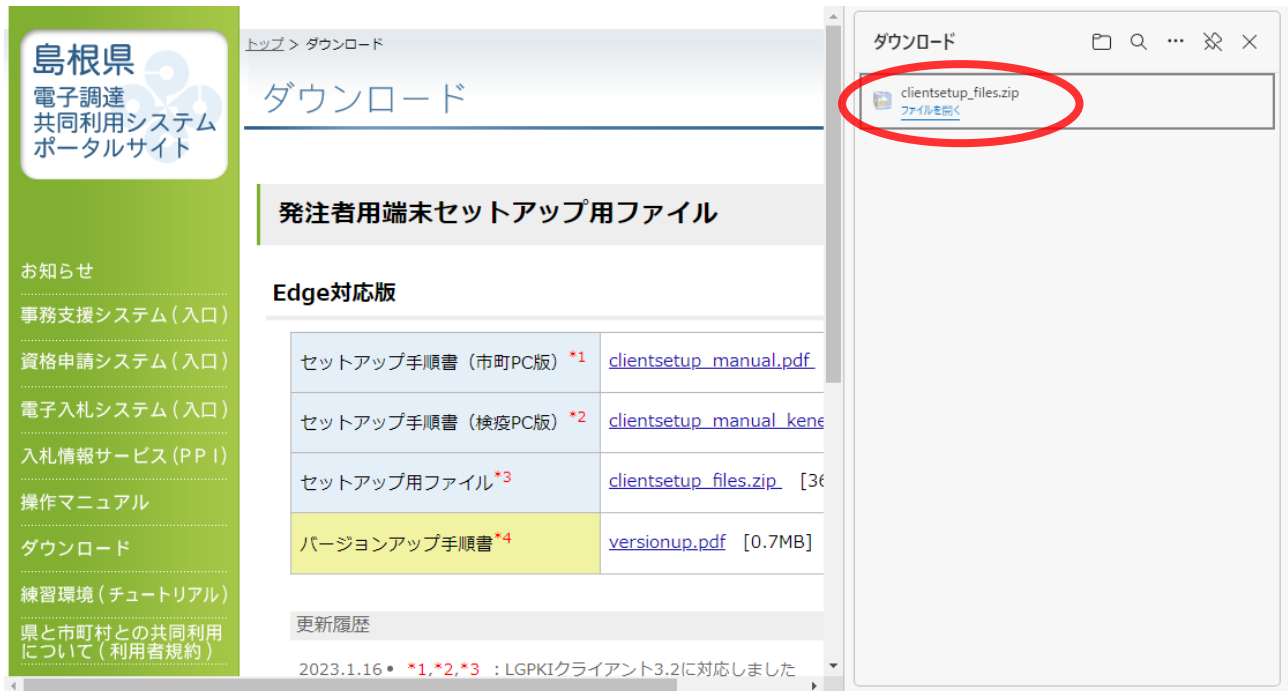 島根県
電子調達
共同利用システム
ポータルサイト
お知らせ
事務支援システム(入口)
資格申請システム(入口)
電子入札システム(入口)
入札情報サービス(PPI)
操作マニュアル
ダウンロード
練習環境(チュートリアル)
県と市町村との共同利用
について(利用者規約)
トップ > ダウンロード
ダウンロード
発注者用端末セットアップ用ファイル
Edge対応版
セットアップ手順書（市町PC版）*1 clientsetup_manual.pdf
セットアップ手順書（検疫PC版）*2 clientsetup_manual_kene
セットアップ用ファイル*3 clientsetup_files.zip [36
バージョンアップ手順書*4 versionup.pdf [0.7MB]
更新履歴
2023.1.16• *1,*2,*3 ：LGPKIクライアント3.2に対応しました
ダウンロード
clientsetup_files.zip
ファイルを開く